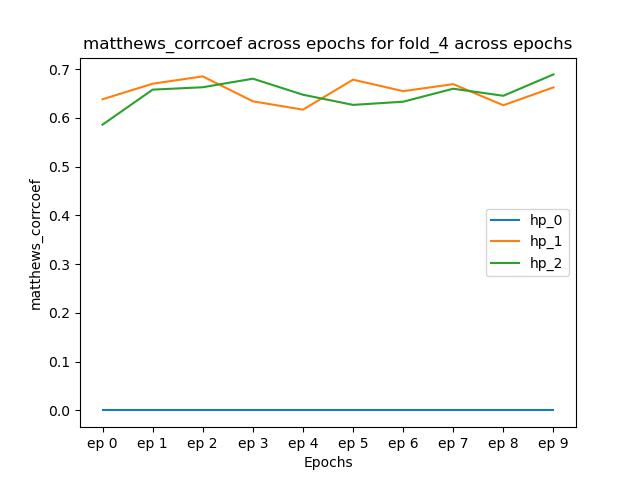 matthews_corrcoef across epochs for fold_4 across epochs
0.7
0.6
0.5
0.4
0.3
0.2
0.1
0.0
matthews_corrcoef
hp_0
hp_1
hp_2
ep 0 ep 1 ep 2 ep 3 ep 4 ep 5 ep 6 ep 7 ep 8 ep 9
Epochs